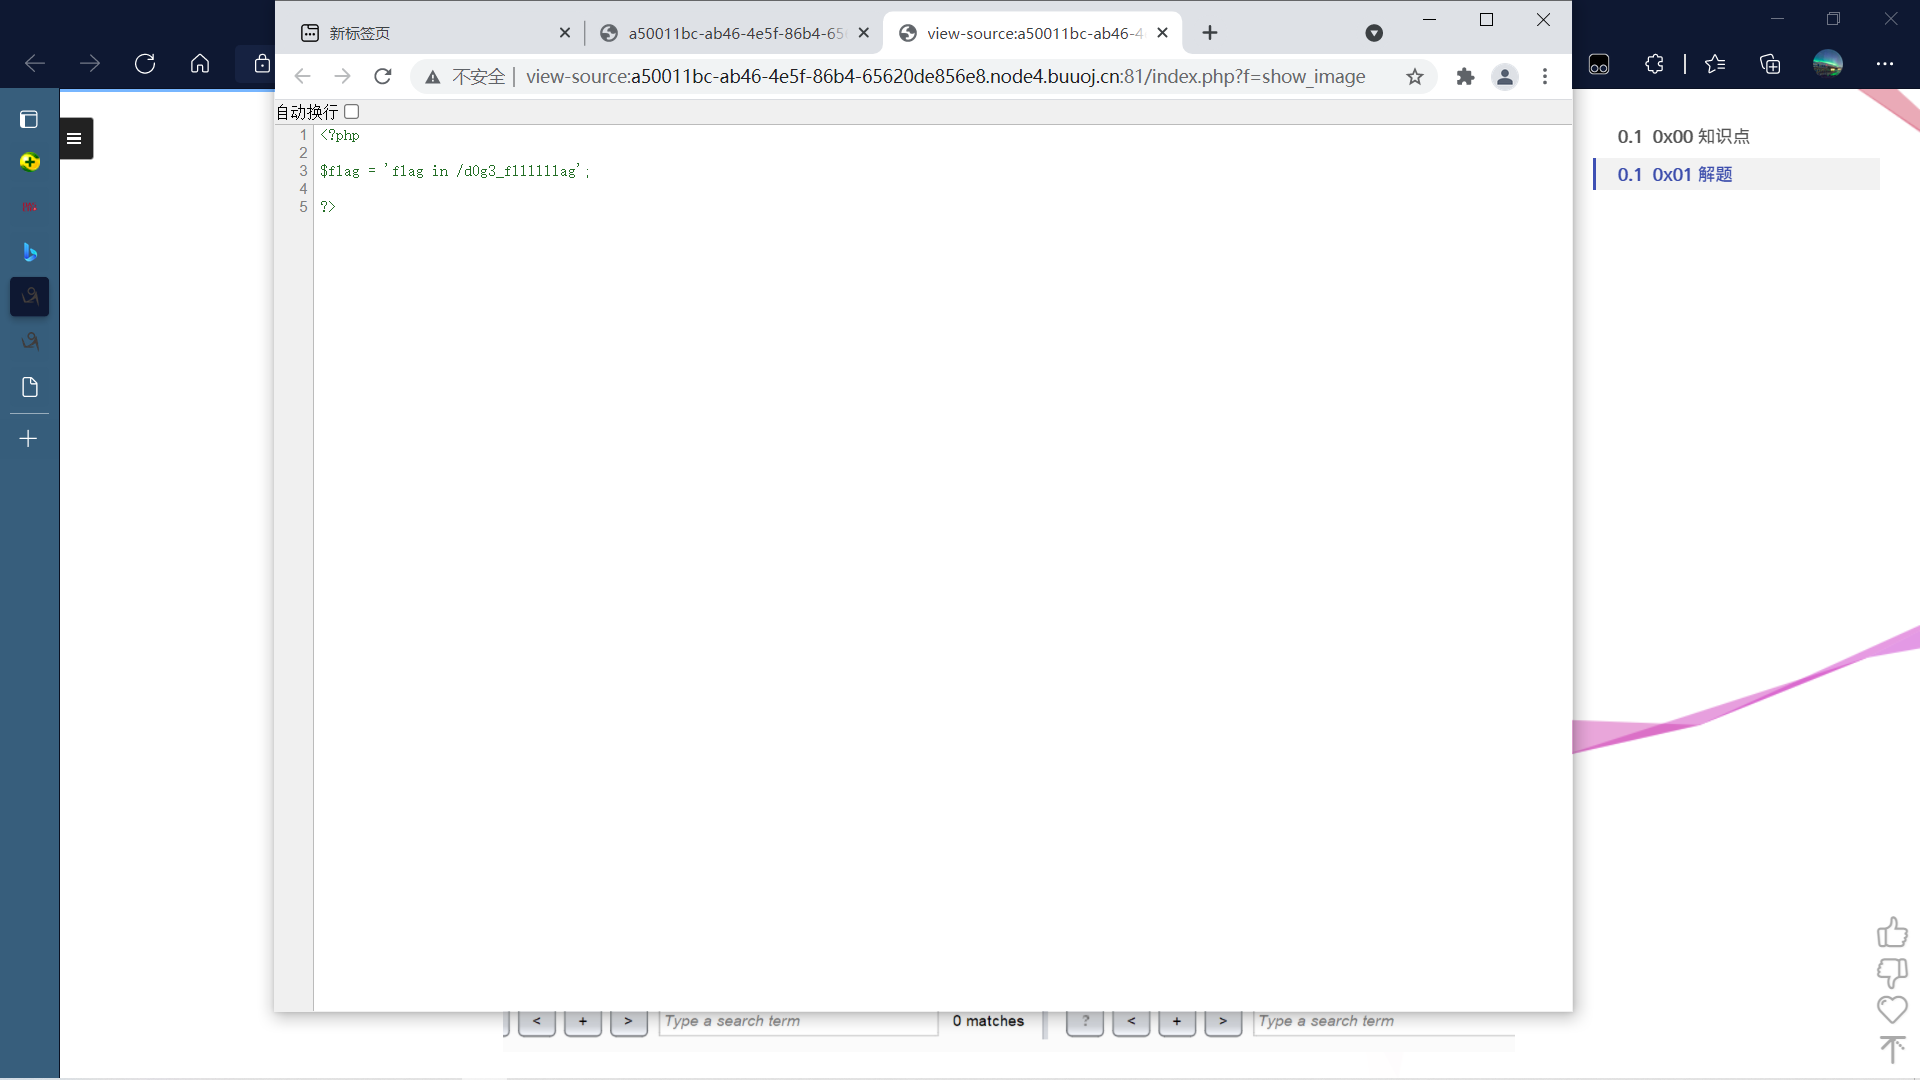 新标签页
a50011bc-ab46-4e5f-86b4-656
view-source:a50011bc-ab46-4
不安全 | view-source:a50011bc-ab46-4e5f-86b4-65620de856e8.node4.buuoj.cn:81/index.php?f=show_image
自动换行
1 <?php
2
3 $flag = 'flag in /d0g3_fllllllag';
4
5 ?>
0.1 0x00 知识点
0.1 0x01 解题
< + > Type a search term 0 matches ? < + > Type a search term